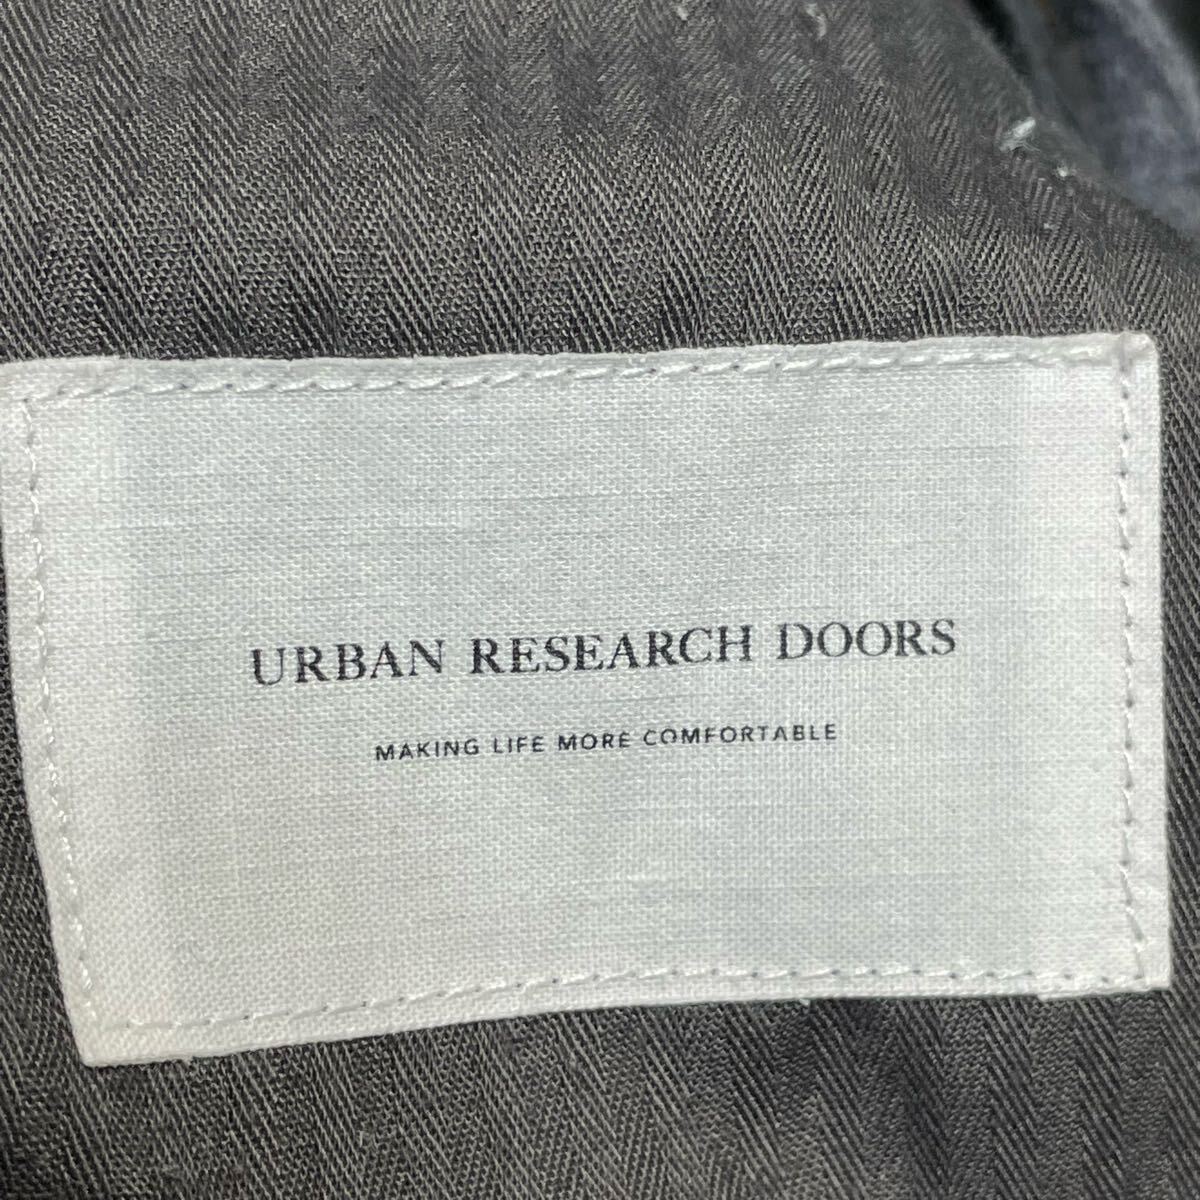 URBAN RESEARCH DOORS
MAKING LIFE MORE COMFORTABLE